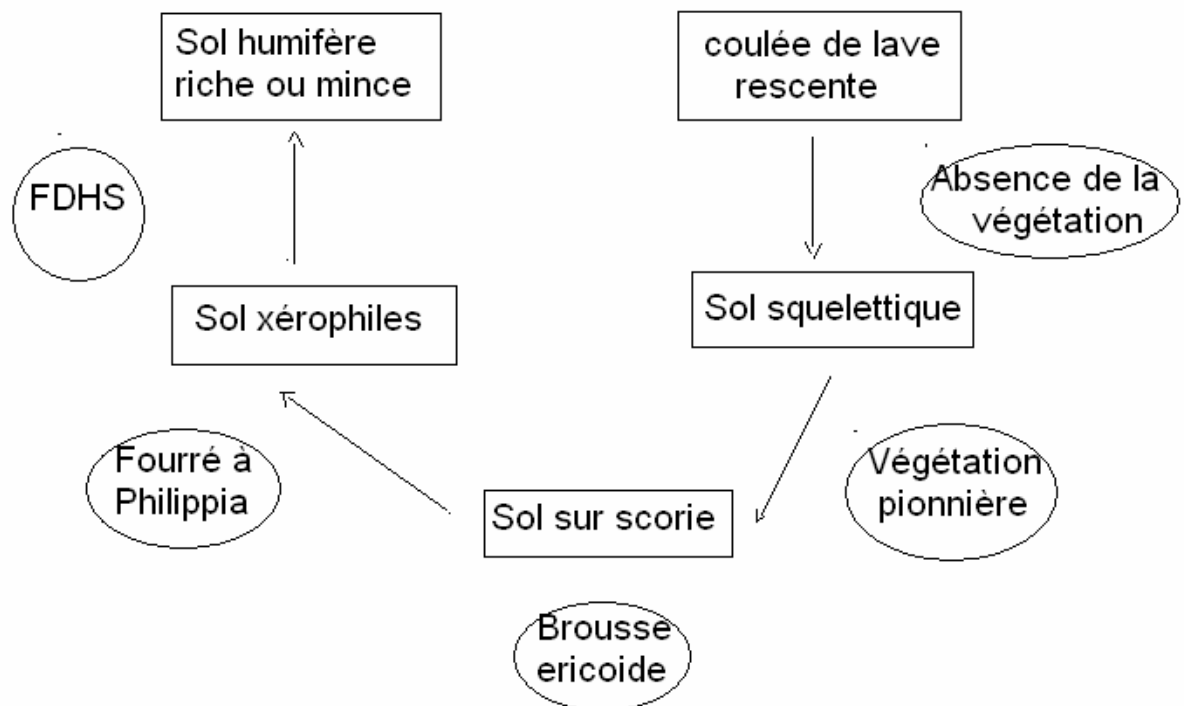 Sol humifère
riche ou mince
coulée de lave
rescente
FDHS
Absence de la
végétation
Sol xérophiles
Sol squelettique
Fourré à
Philippia
Végétation
pionnière
Sol sur scorie
Brousse
ericoide